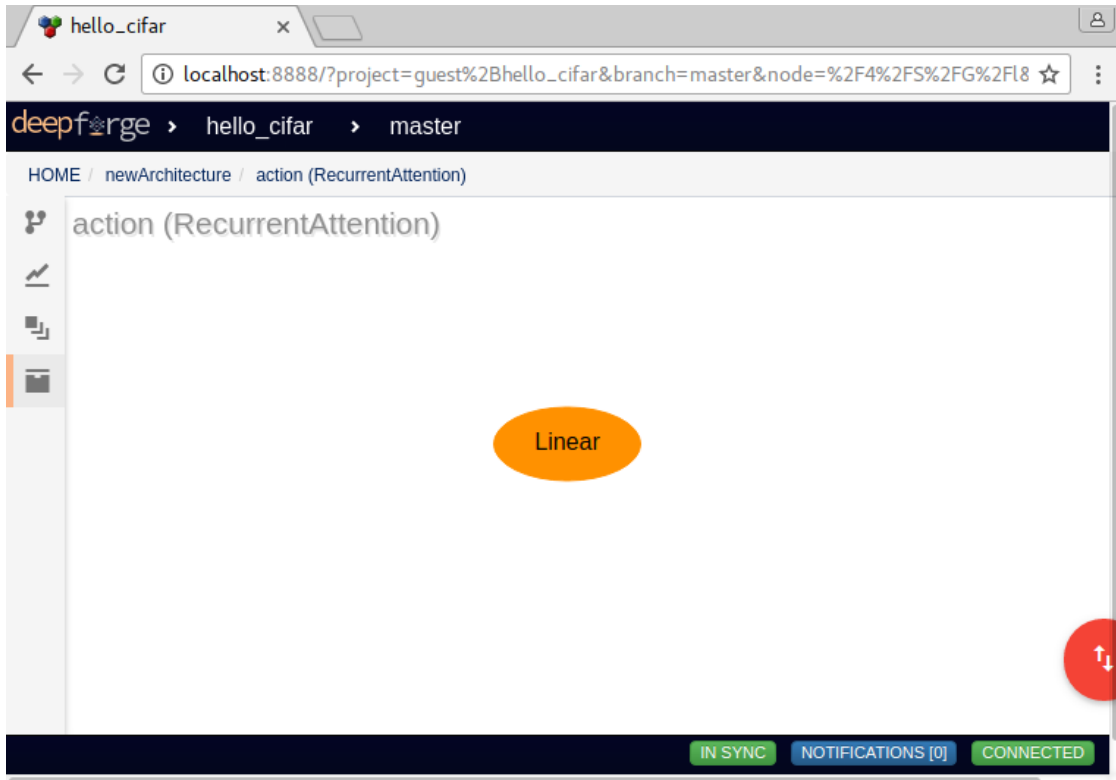 hello_cifar
localhost:8888/?project=guest%2Bhello_cifar&branch=master&node=%2F4%2FS%2FG%2Fl8
deepforge › hello_cifar › master
HOME / newArchitecture / action (RecurrentAttention)
action (RecurrentAttention)
Linear
IN SYNC NOTIFICATIONS [0] CONNECTED